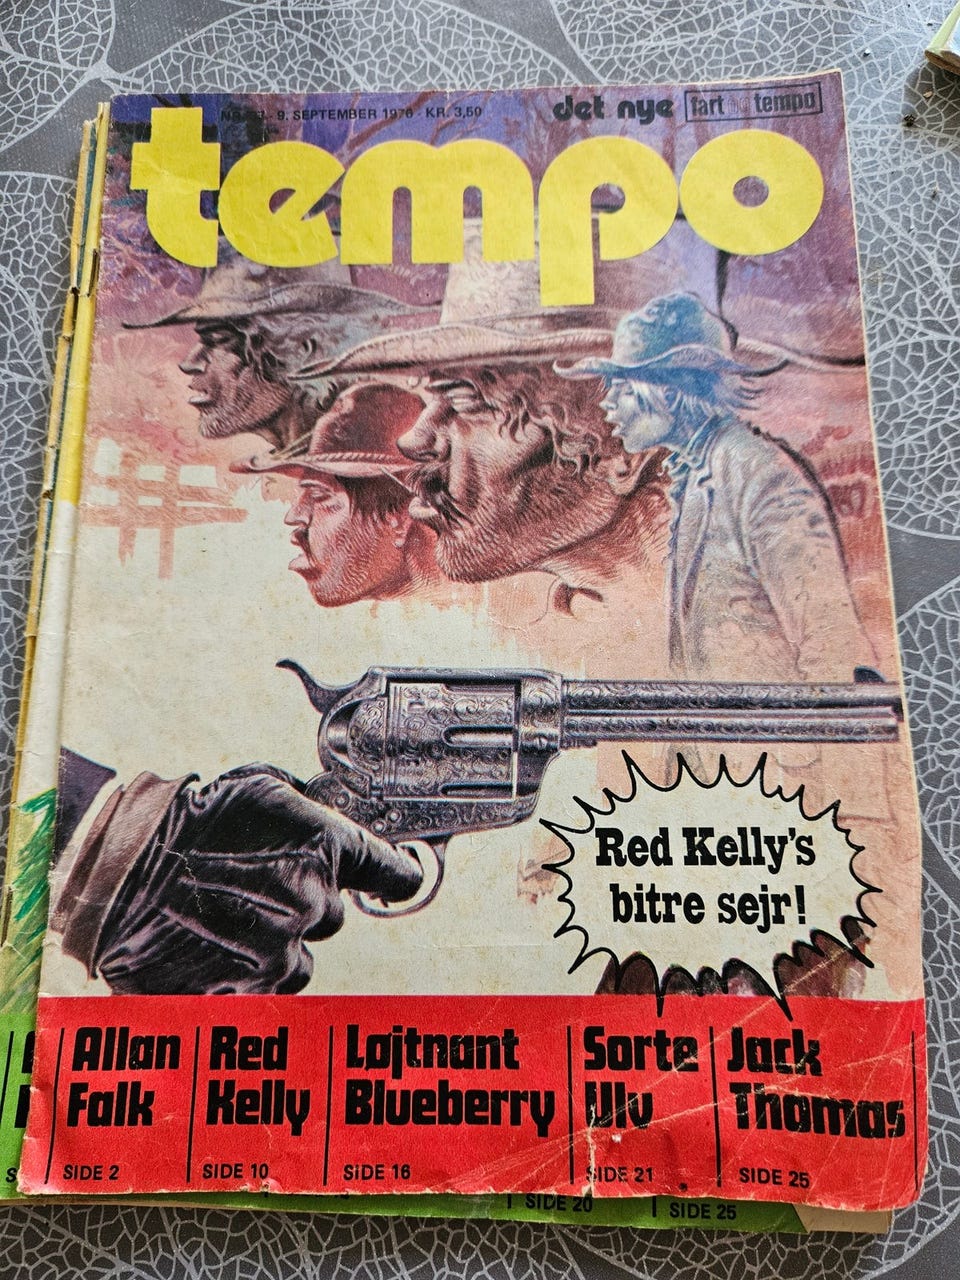 9. SEPTEMBER 1976 - KR. 3,50
det nye fart og tempo
tempo
Red Kelly's
bitre sejr!
Allan
Falk
SIDE 2
Red
Kelly
SIDE 10
Løjtnant
Blueberry
SIDE 16
Sorte
Ulv
SIDE 21
Jack
Thomas
SIDE 25
SIDE 20
SIDE 25